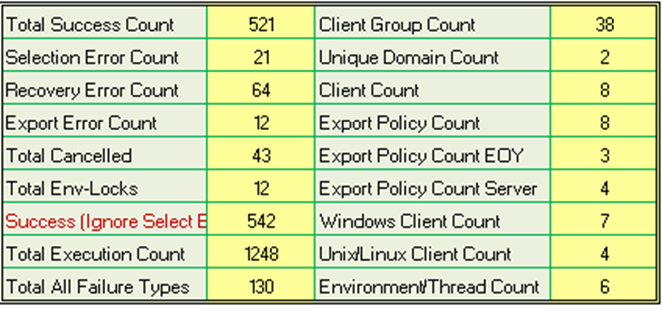 Total Success Count 521 Client Group Count 38
Selection Error Count 21 Unique Domain Count 2
Recovery Error Count 64 Client Count 8
Export Error Count 12 Export Policy Count 8
Total Cancelled 43 Export Policy Count EOY 3
Total Env-Locks 12 Export Policy Count Server 4
Success (Ignore Select E 542 Windows Client Count 7
Total Execution Count 1248 Unix/Linux Client Count 4
Total All Failure Types 130 Environment/Thread Count 6